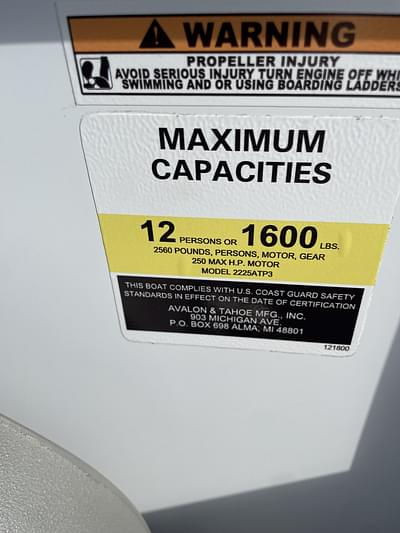 WARNING
PROPELLER INJURY
AVOID SERIOUS INJURY TURN ENGINE OFF
SWIMMING AND OR USING BOARDING LADDERS
MAXIMUM
CAPACITIES
12 PERSONS OR 1600 LBS.
2560 POUNDS, PERSONS, MOTOR, GEAR
250 MAX H.P. MOTOR
MODEL 2225ATP3
THIS BOAT COMPLIES WITH U.S. COAST GUARD SAFETY
STANDARDS IN EFFECT ON THE DATE OF CERTIFICATION
AVALON & TAHOE MFG., INC.
903 MICHIGAN AVE.
P.O. BOX 698 ALMA, MI 48801
121800